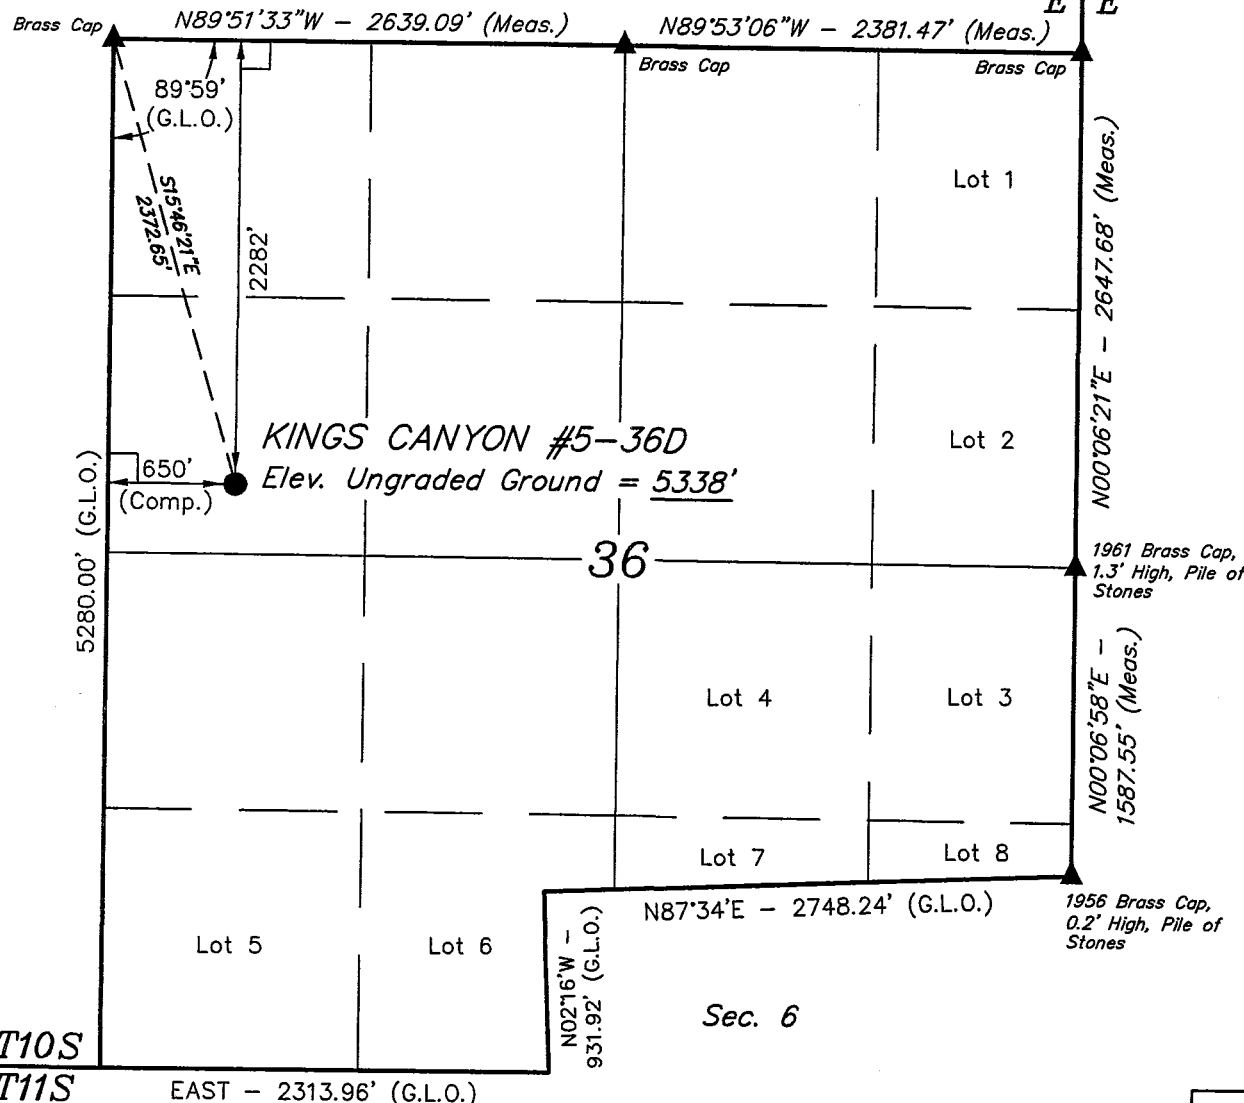 E E
Brass Cap
N89°51'33"W - 2639.09' (Meas.)
N89°53'06"W - 2381.47' (Meas.)
Brass Cap
Brass Cap
89°59'
(G.L.O.)
Lot 1
S15°46'21"E
2372.65'
2282'
N00°06'21"E - 2647.68' (Meas.)
KINGS CANYON #5-36D
Elev. Ungraded Ground = 5338'
Lot 2
650'
(Comp.)
5280.00' (G.L.O.)
36
1961 Brass Cap,
1.3' High, Pile of
Stones
Lot 4
Lot 3
N00°06'58"E -
1587.55' (Meas.)
Lot 7
Lot 8
N87°34'E - 2748.24' (G.L.O.)
1956 Brass Cap,
0.2' High, Pile of
Stones
Lot 5
Lot 6
N02°16'W -
931.92' (G.L.O.)
Sec. 6
T10S
T11S
EAST - 2313.96' (G.L.O.)